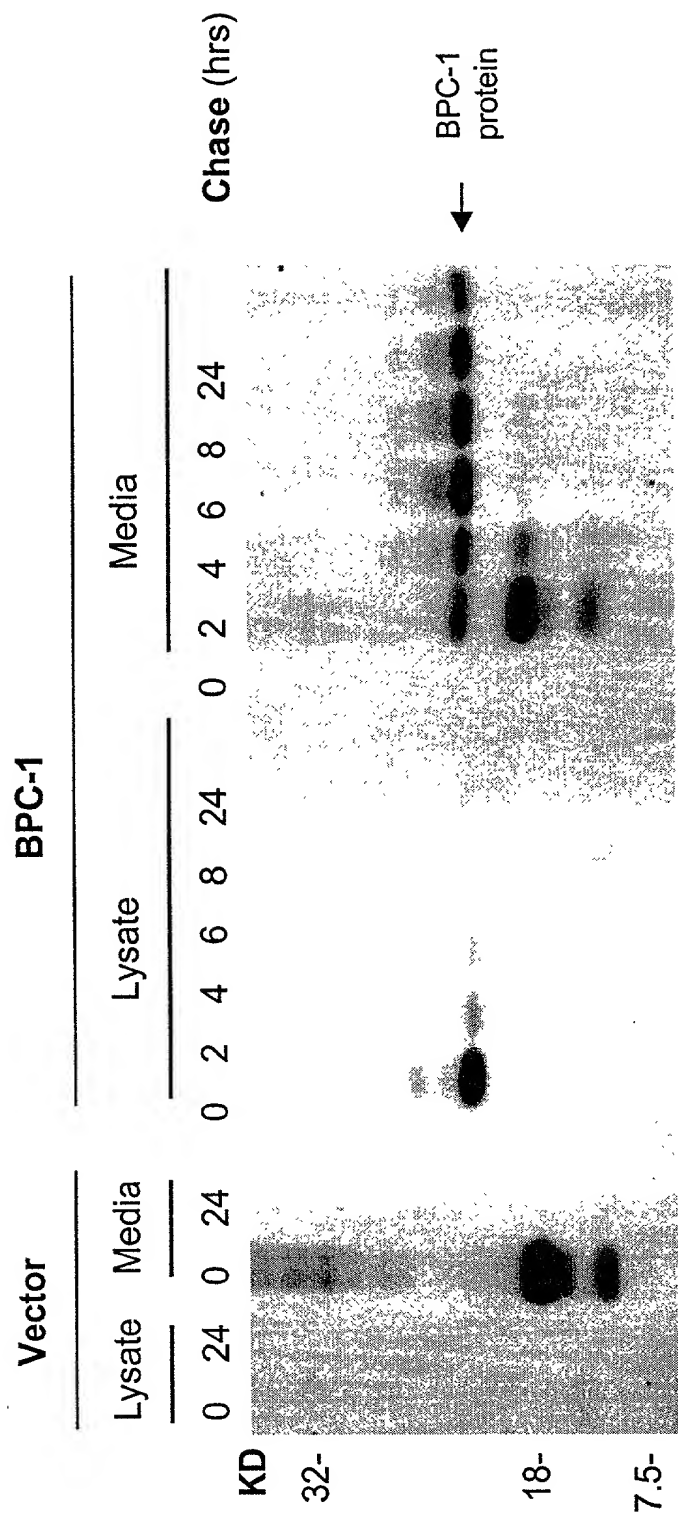 Vector BPC-1
Lysate Media Lysate Media
0 24 0 24 0 2 4 6 8 24 0 2 4 6 8 24 Chase (hrs)
KD
32-
BPC-1
protein
18-
7.5-